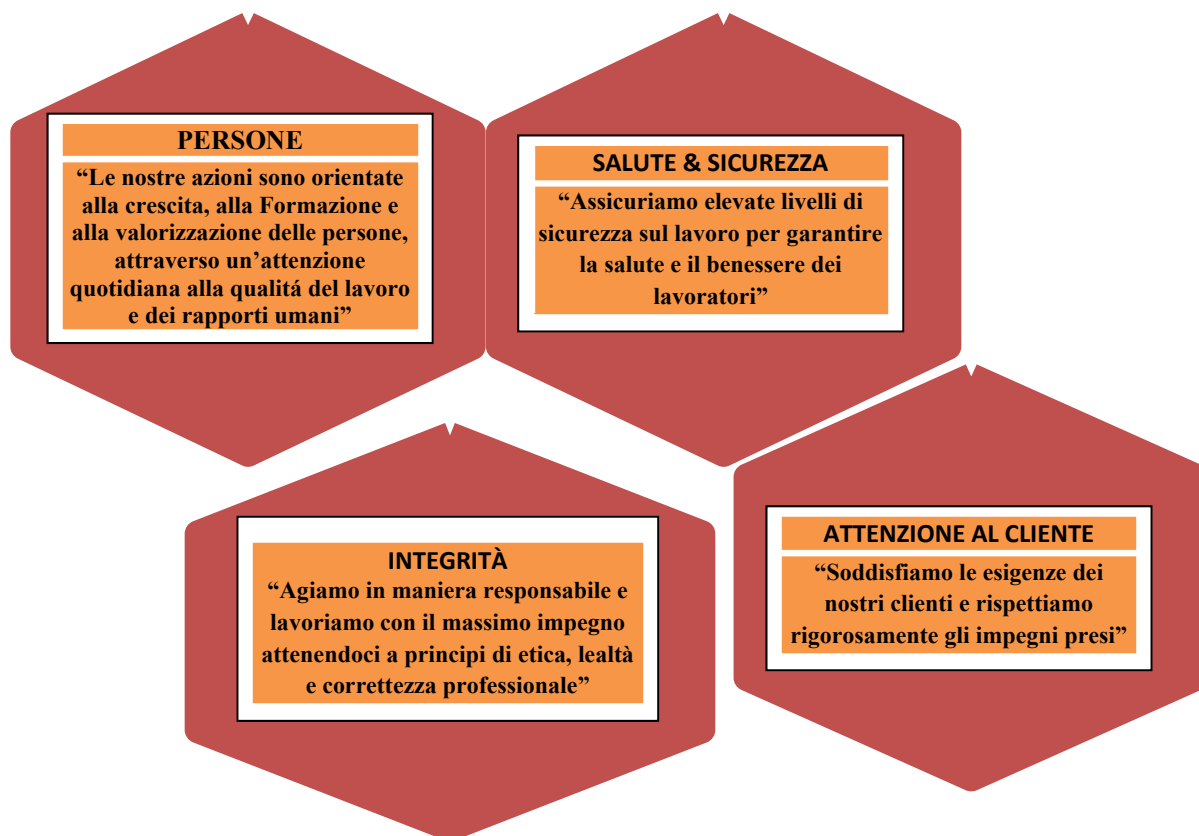 PERSONE
“Le nostre azioni sono orientate
alla crescita, alla Formazione e
alla valorizzazione delle persone,
attraverso un’attenzione
quotidiana alla qualitá del lavoro
e dei rapporti umani”
SALUTE & SICUREZZA
“Assicuriamo elevate livelli di
sicurezza sul lavoro per garantire
la salute e il benessere dei
lavoratori”
INTEGRITÀ
“Agiamo in maniera responsabile e
lavoriamo con il massimo impegno
attenendoci a principi di etica, lealtà
e correttezza professionale”
ATTENZIONE AL CLIENTE
“Soddisfiamo le esigenze dei
nostri clienti e rispettiamo
rigorosamente gli impegni presi”